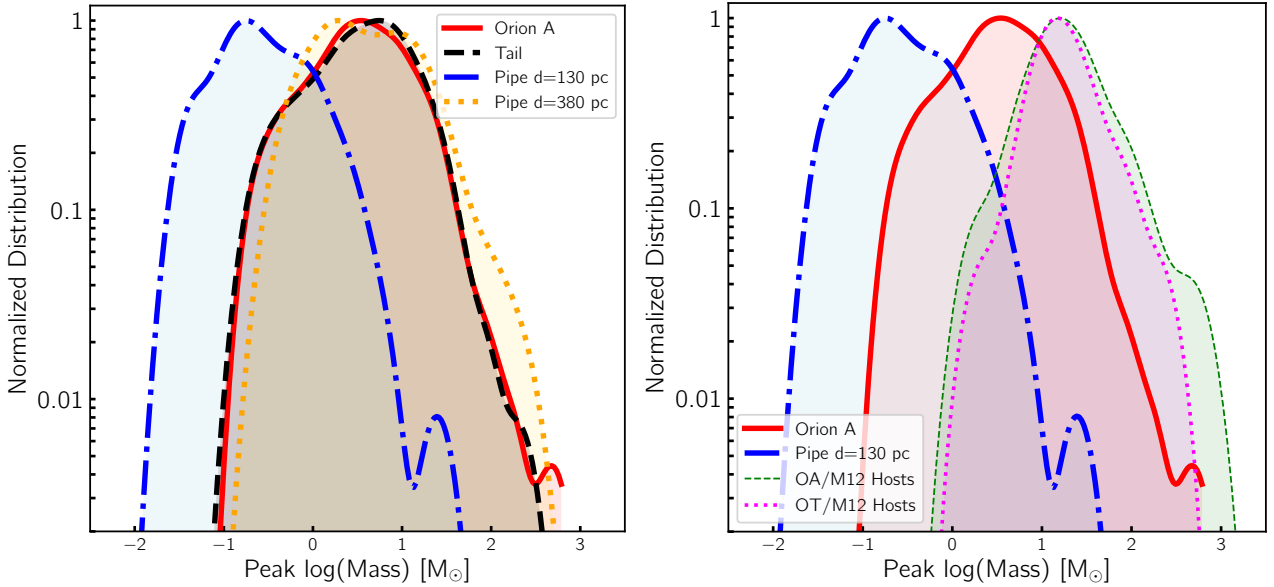 Normalized Distribution
1
0.1
0.01
Orion A
Tail
Pipe d=130 pc
Pipe d=380 pc
−2
−1
0
1
2
3
Peak log(Mass) [M⊙]
Normalized Distribution
1
0.1
0.01
Orion A
Pipe d=130 pc
OA/M12 Hosts
OT/M12 Hosts
−2
−1
0
1
2
3
Peak log(Mass) [M⊙]